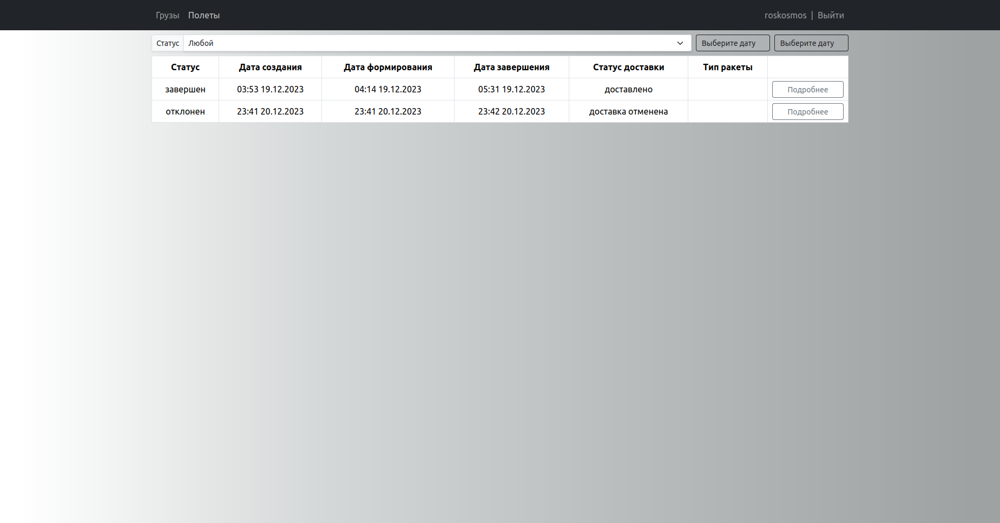 Грузы Полеты roskosmos | Выйти
Статус Любой Выберите дату Выберите дату
Статус Дата создания Дата формирования Дата завершения Статус доставки Тип ракеты
завершен 03:53 19.12.2023 04:14 19.12.2023 05:31 19.12.2023 доставлено Подробнее
отклонен 23:41 20.12.2023 23:41 20.12.2023 23:42 20.12.2023 доставка отменена Подробнее